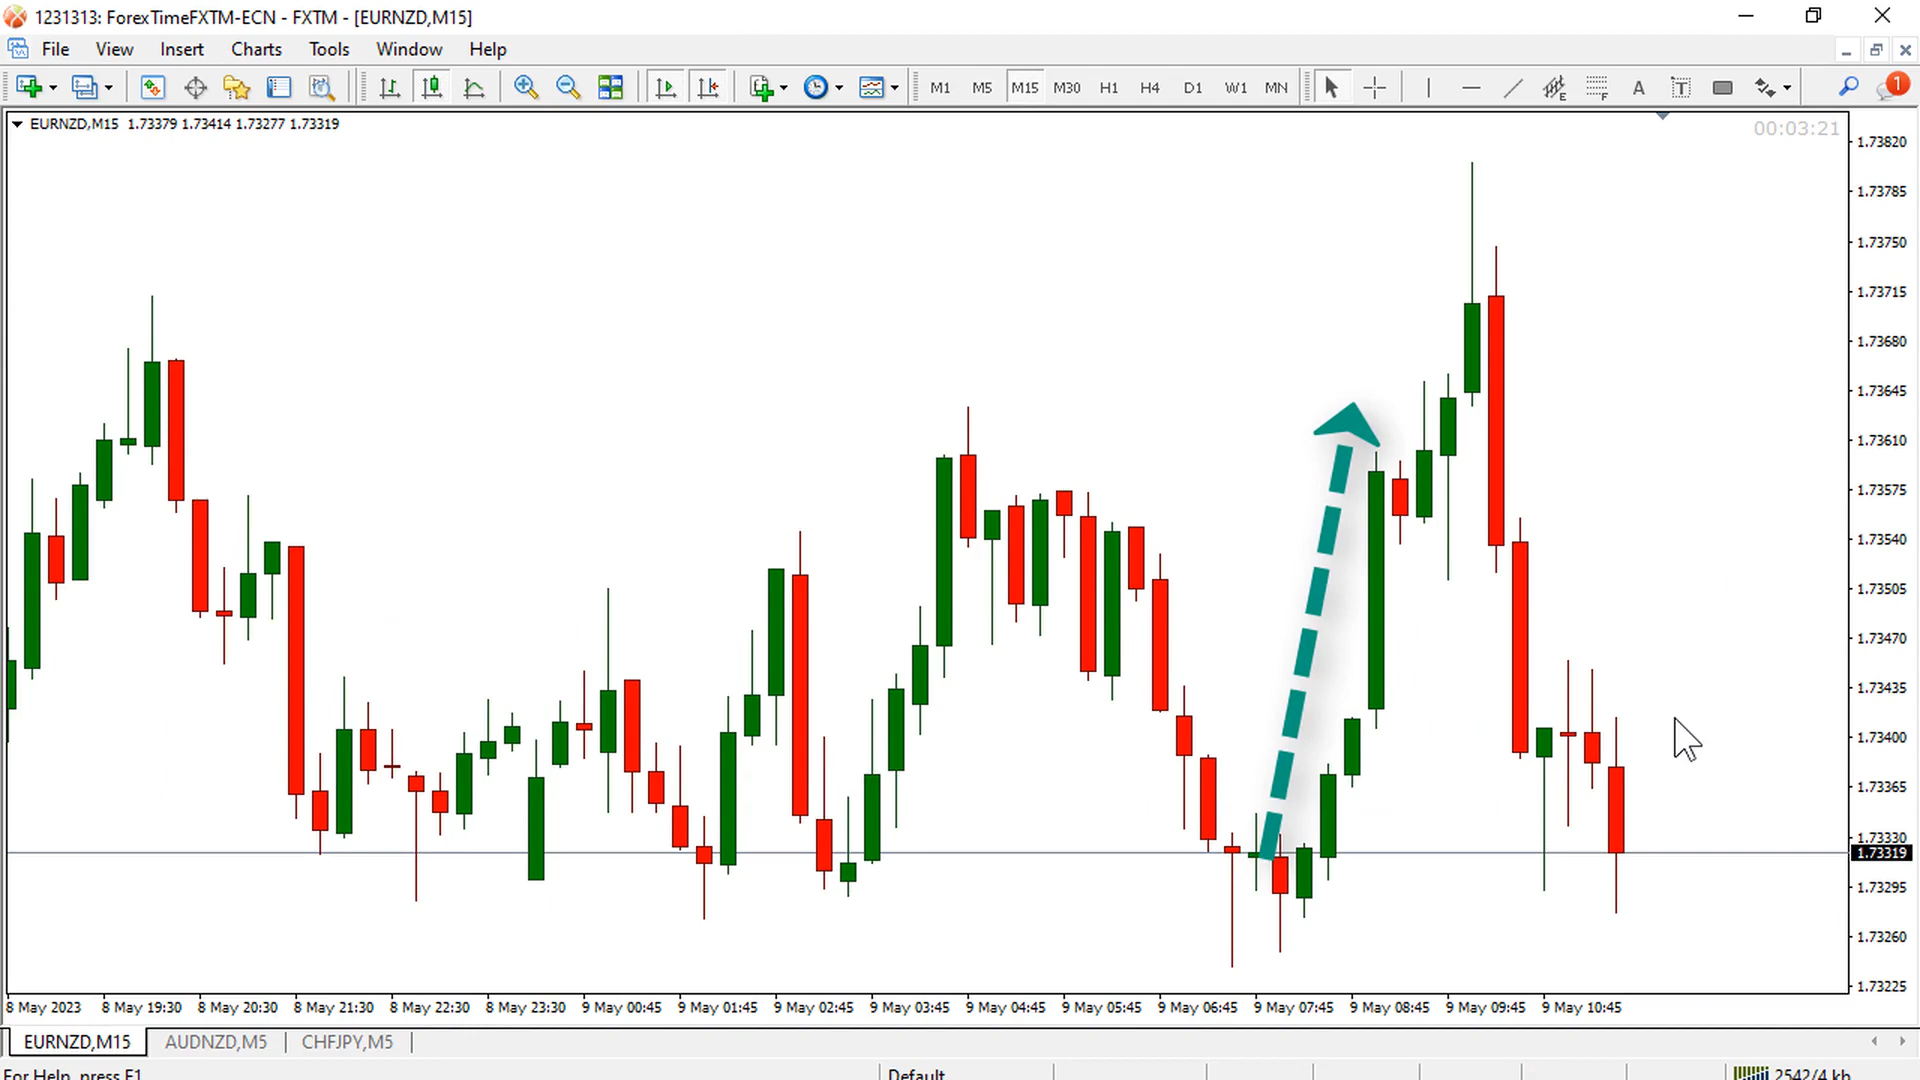 1231313: ForexTimeFXTM-ECN - FXTM - [EURNZD,M15]
File View Insert Charts Tools Window Help
M1 M5 M15 M30 H1 H4 D1 W1 MN A T 1
EURNZD,M15 1.73379 1.73414 1.73277 1.73319
00:03:21
1.73820
1.73785
1.73750
1.73715
1.73680
1.73645
1.73610
1.73575
1.73540
1.73505
1.73470
1.73435
1.73400
1.73365
1.73330
1.73319
1.73295
1.73260
1.73225
8 May 2023 8 May 19:30 8 May 20:30 8 May 21:30 8 May 22:30 8 May 23:30 9 May 00:45 9 May 01:45 9 May 02:45 9 May 03:45 9 May 04:45 9 May 05:45 9 May 06:45 9 May 07:45 9 May 08:45 9 May 09:45 9 May 10:45
EURNZD,M15 AUDNZD,M5 CHFJPY,M5
For Help, press F1 Default 2542/4 kb